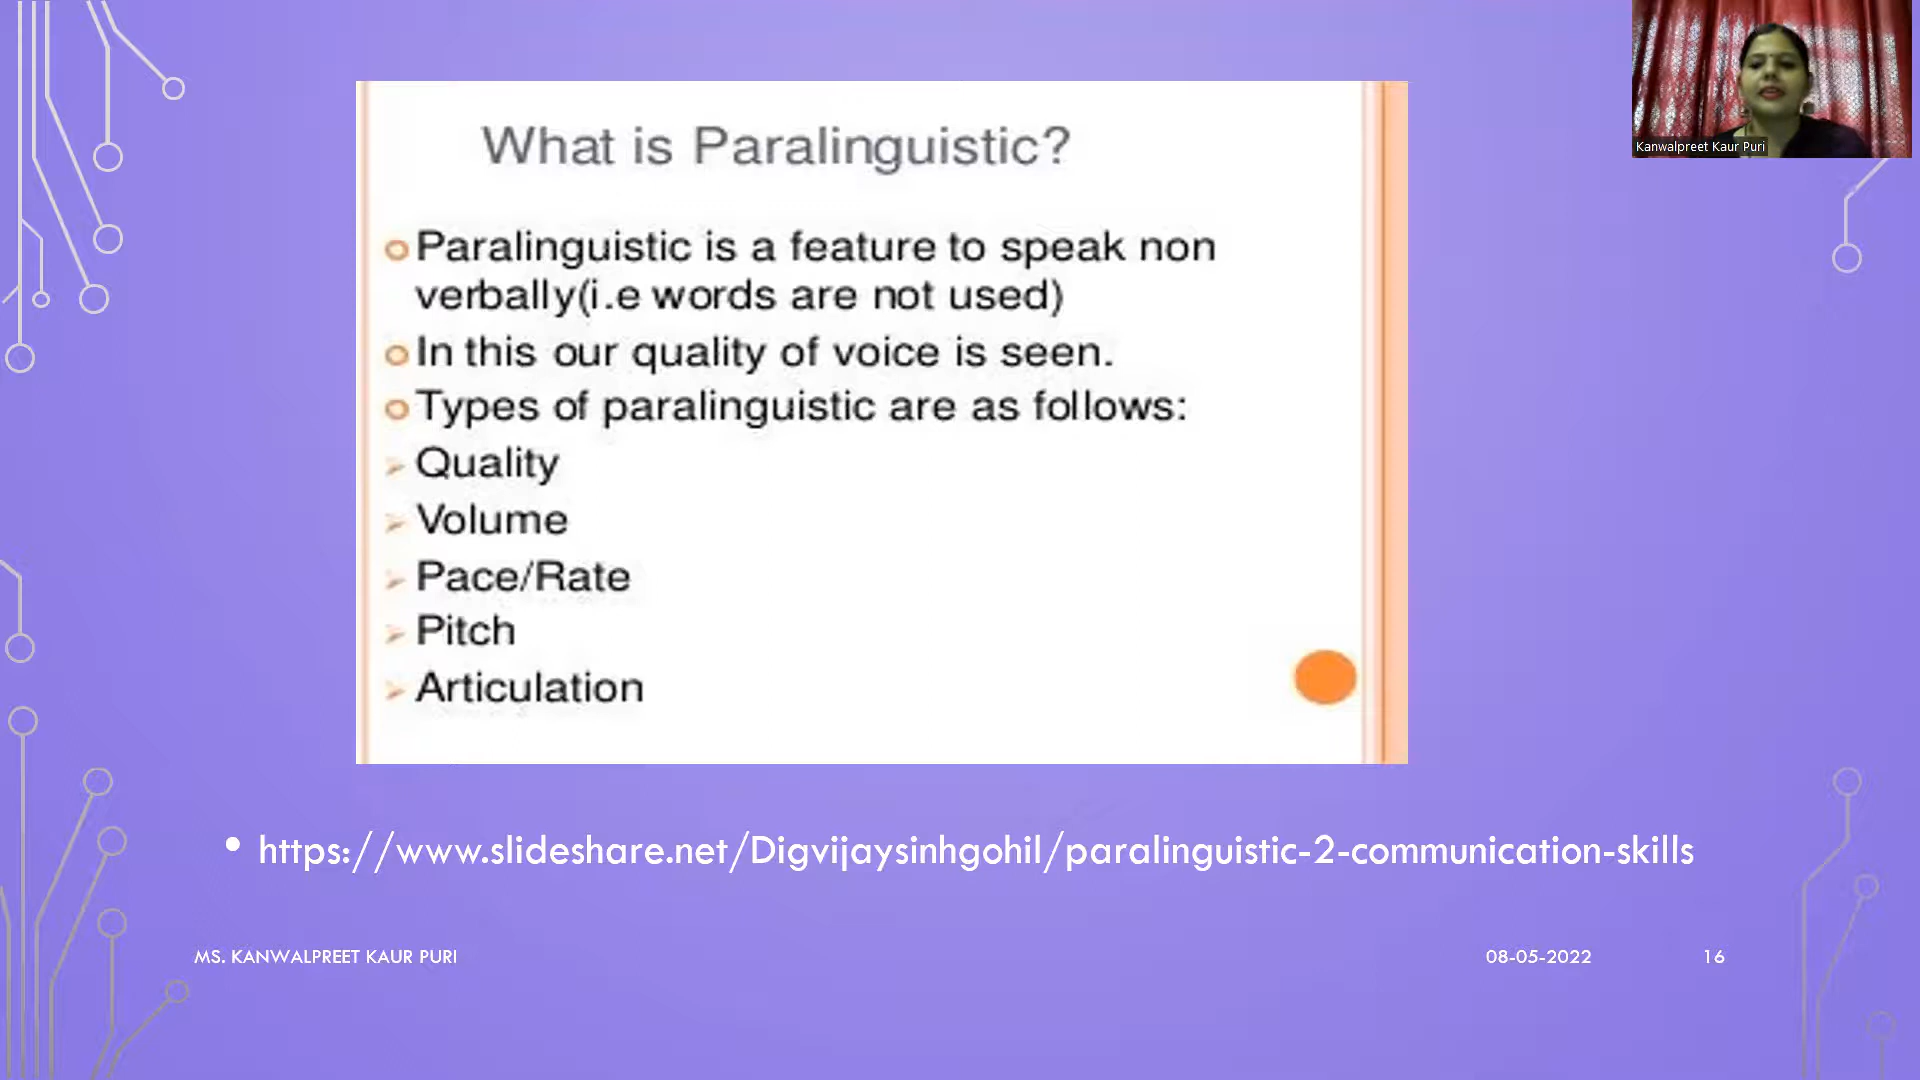 Kanwalpreet Kaur Puri
What is Paralinguistic?
Paralinguistic is a feature to speak non
verbally(i.e words are not used)
In this our quality of voice is seen.
Types of paralinguistic are as follows:
Quality
Volume
Pace/Rate
Pitch
Articulation
• https://www.slideshare.net/Digvijaysinhgohil/paralinguistic-2-communication-skills
MS. KANWALPREET KAUR PURI
08-05-2022
16